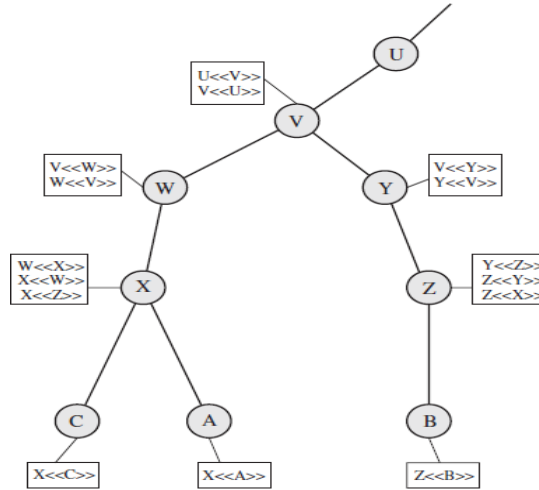 U
U<<V>>
V<<U>>
V
V<<W>>
W<<V>>
W
Y
V<<Y>>
Y<<V>>
W<<X>>
X<<W>>
X<<Z>>
X
Z
Y<<Z>>
Z<<Y>>
Z<<X>>
C
A
B
X<<C>>
X<<A>>
Z<<B>>